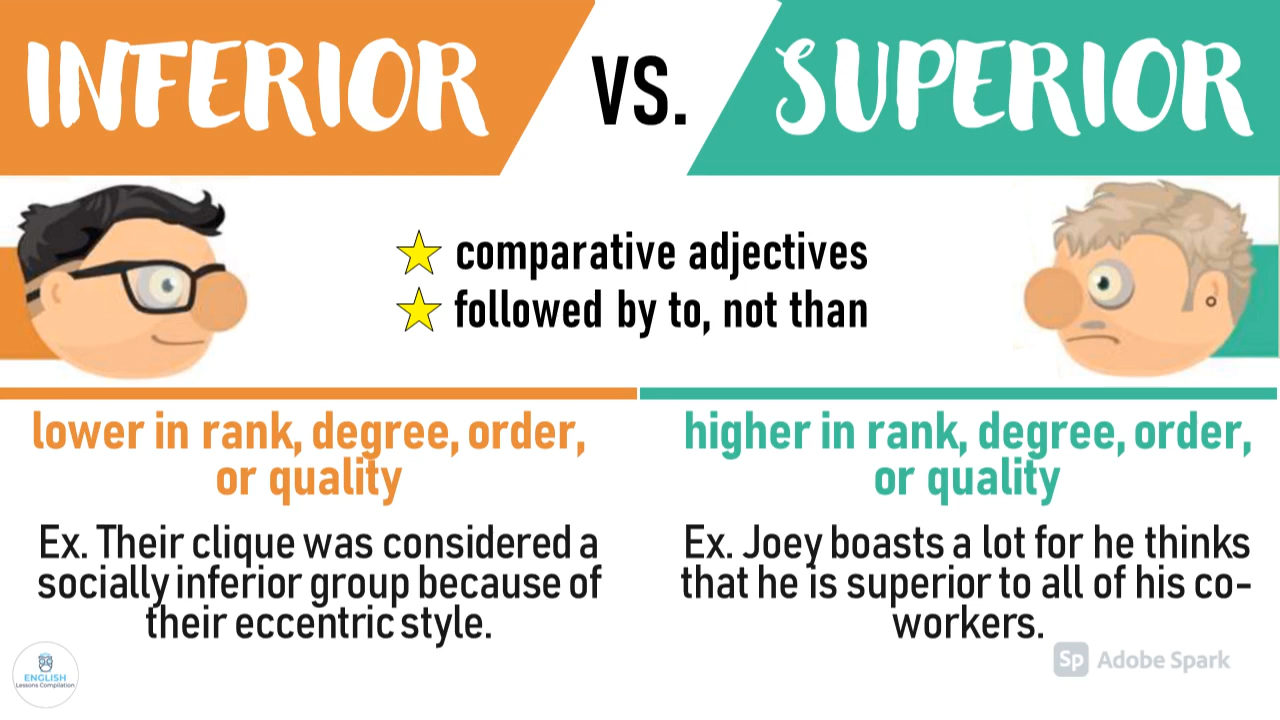 INFERIOR VS. SUPERIOR
comparative adjectives
followed by to, not than
lower in rank, degree, order,
or quality
Ex. Their clique was considered a
socially inferior group because of
their eccentric style.
higher in rank, degree, order,
or quality
Ex. Joey boasts a lot for he thinks
that he is superior to all of his co-
workers.
ENGLISH
Lessons Compilation
Sp Adobe Spark